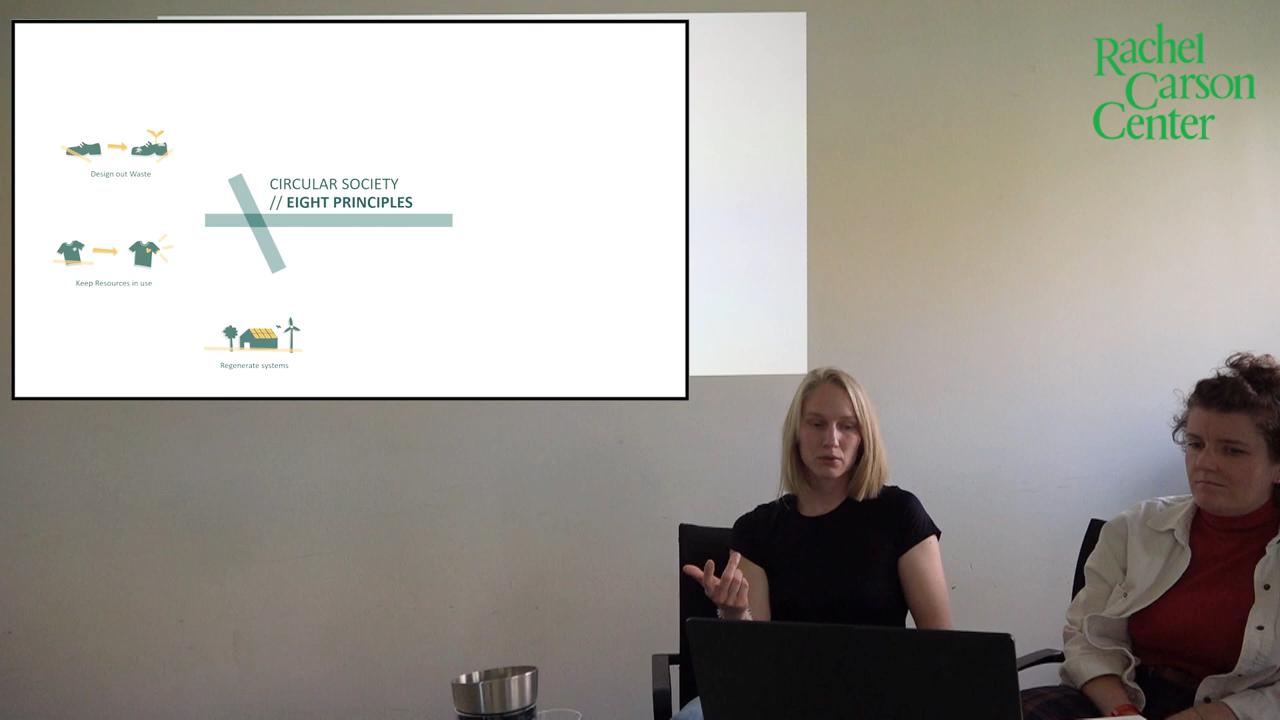 Rachel
Carson
Center
Design out Waste
CIRCULAR SOCIETY
// EIGHT PRINCIPLES
Keep Resources in use
Regenerate systems